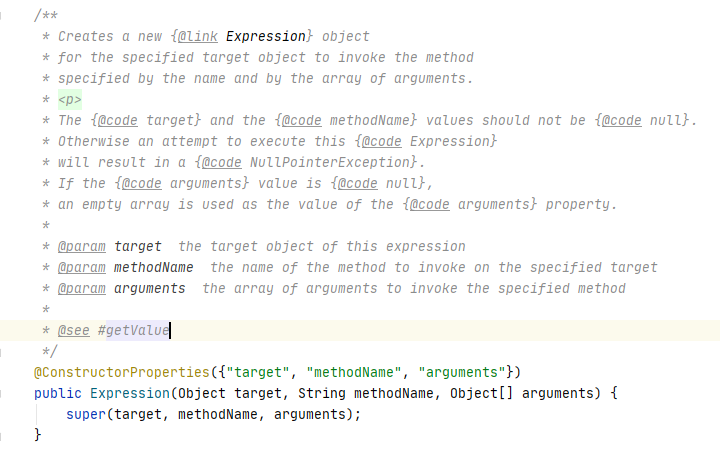 /**
 * Creates a new {@link Expression} object
 * for the specified target object to invoke the method
 * specified by the name and by the array of arguments.
 * <p>
 * The {@code target} and the {@code methodName} values should not be {@code null}.
 * Otherwise an attempt to execute this {@code Expression}
 * will result in a {@code NullPointerException}.
 * If the {@code arguments} value is {@code null},
 * an empty array is used as the value of the {@code arguments} property.
 *
 * @param target  the target object of this expression
 * @param methodName  the name of the method to invoke on the specified target
 * @param arguments  the array of arguments to invoke the specified method
 *
 * @see #getValue
 */
@ConstructorProperties({"target", "methodName", "arguments"})
public Expression(Object target, String methodName, Object[] arguments) {
    super(target, methodName, arguments);
}